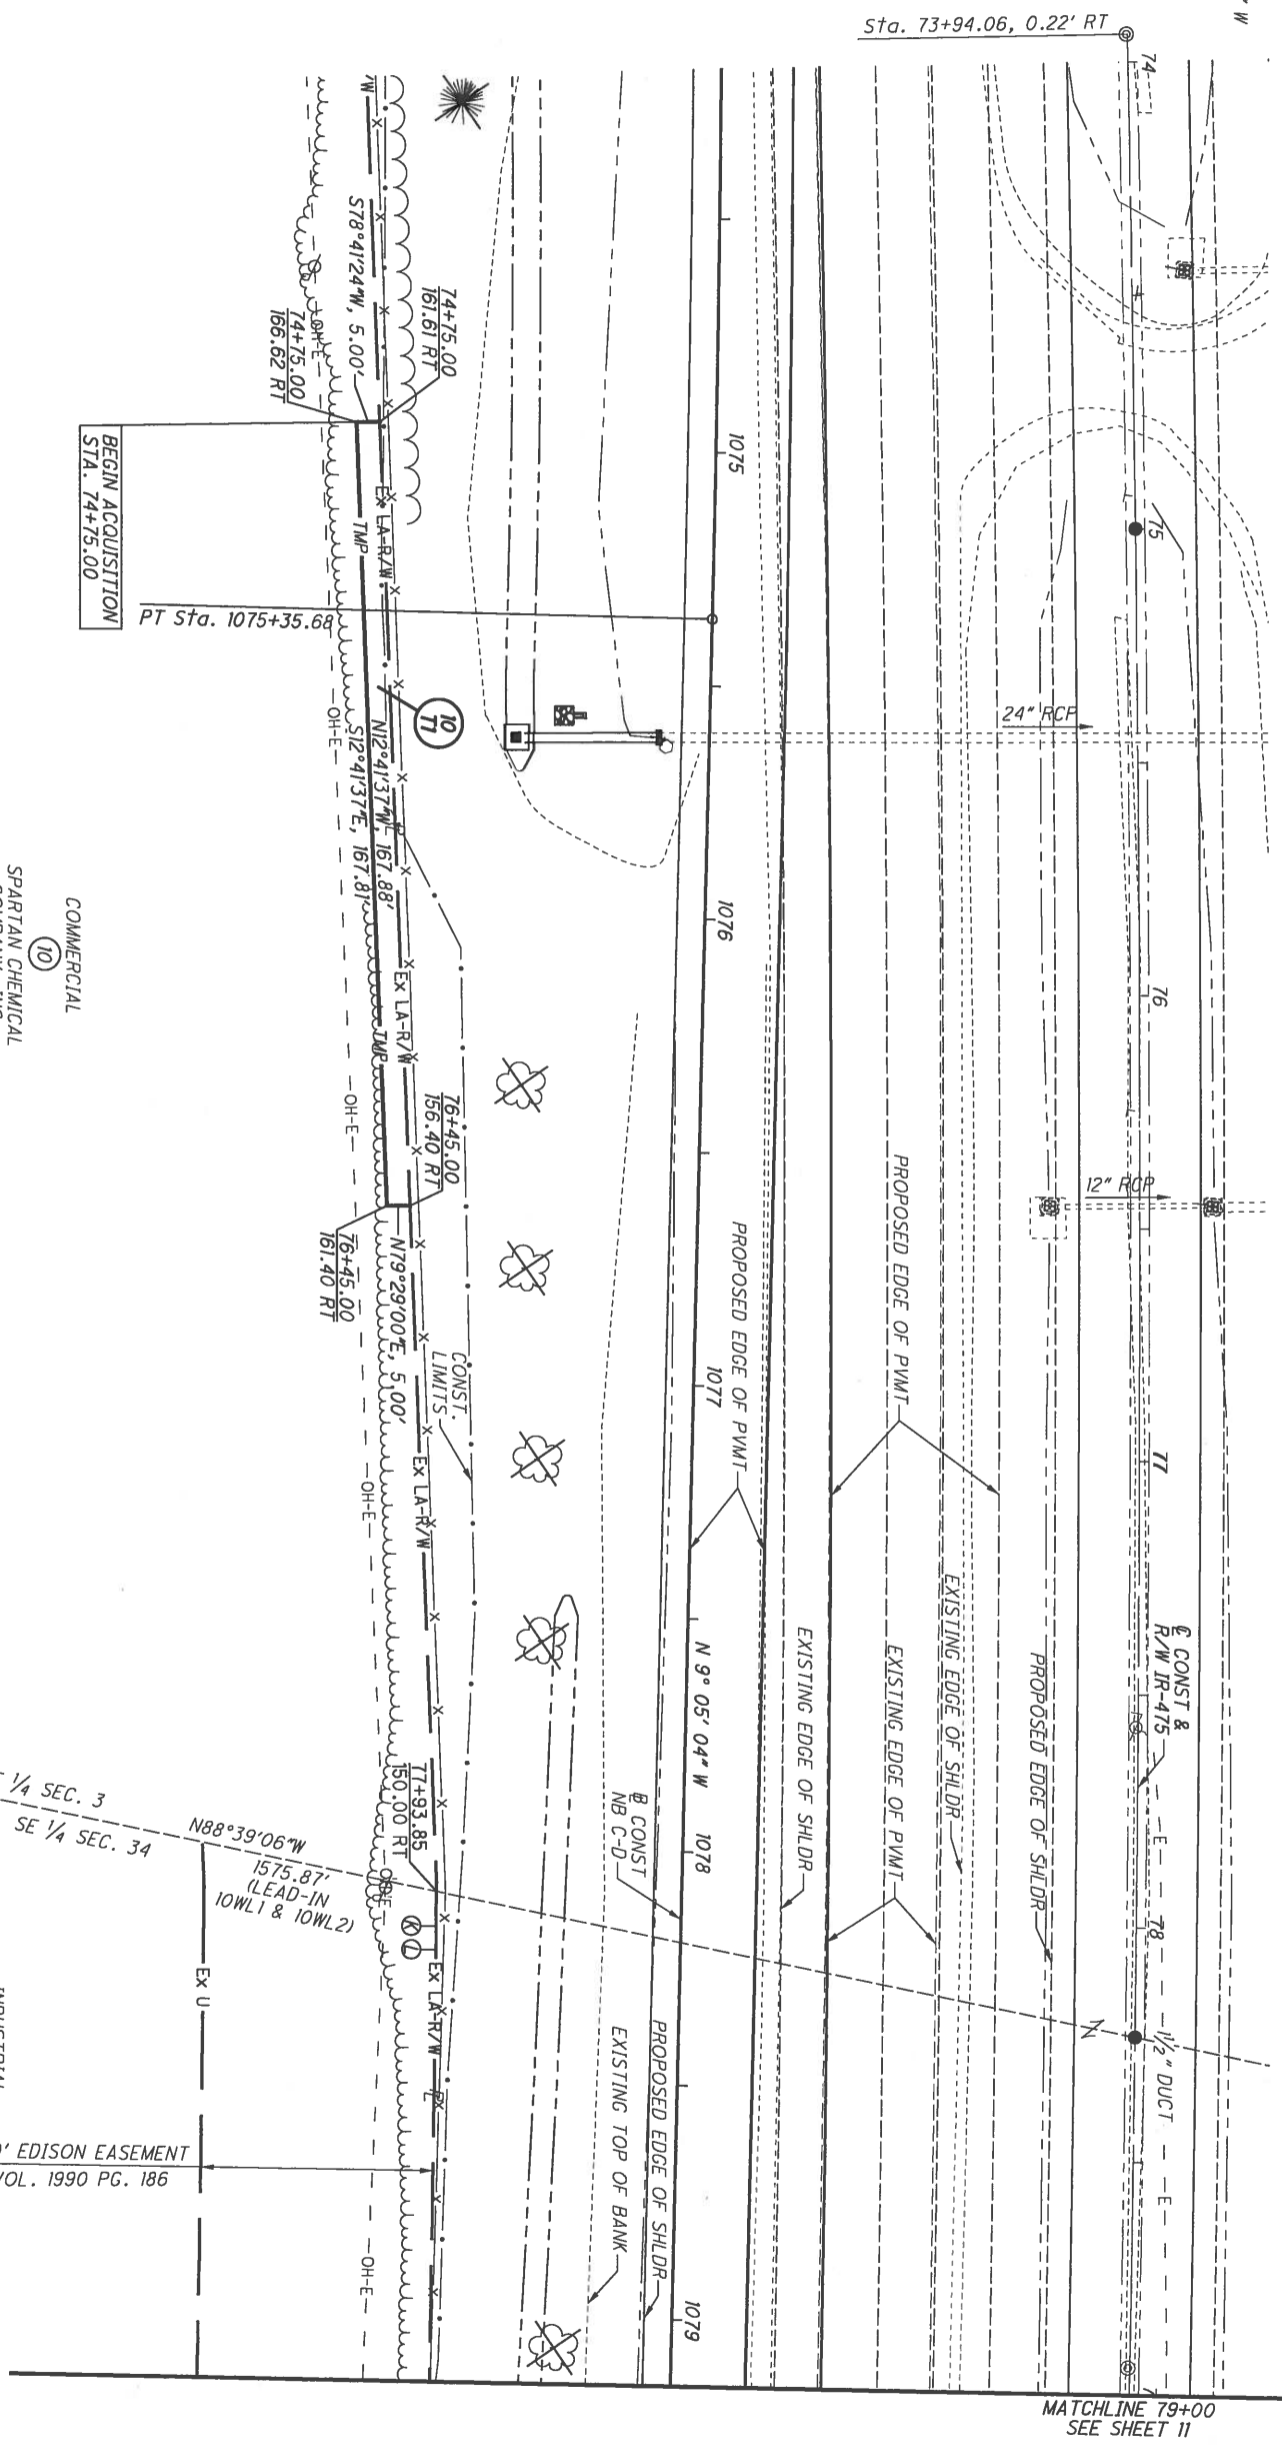 Sta. 73+94.06, 0.22' RT
W
74
S78°41'24"W, 5.00'
74+75.00
161.61 RT
74+75.00
166.62 RT
OH-E
BEGIN ACQUISITION
STA. 74+75.00
1075
75
Ex LA-R/W
TMP
PT Sta. 1075+35.68
10
T1
24" RCP
N12°41'37"W, 167.88'
S12°41'37"E, 167.81'
OH-E
COMMERCIAL
10
SPARTAN CHEMICAL
1076
76
Ex LA-R/W
TMP
OH-E
76+45.00
156.40 RT
N79°29'00"E, 5.00'
76+45.00
161.40 RT
12" RCP
PROPOSED EDGE OF PVMT
PROPOSED EDGE OF PVMT
CONST.
LIMITS
1077
77
Ex LA-R/W
OH-E
EXISTING EDGE OF SHLDR
EXISTING EDGE OF SHLDR
EXISTING EDGE OF PVMT
PROPOSED EDGE OF SHLDR
℄ CONST &
R/W IR-475
N 9° 05' 04" W
1078
78
℄ CONST
NB C-D
77+93.85
150.00 RT
1/4 SEC. 3
SE 1/4 SEC. 34
N88°39'06"W
1575.87'
(LEAD-IN
10WL1 & 10WL2)
E
1 1/2" DUCT
E
Ex U
Ex LA-R/W
PROPOSED EDGE OF SHLDR
EXISTING TOP OF BANK
' EDISON EASEMENT
VOL. 1990 PG. 186
OH-E
1079
MATCHLINE 79+00
SEE SHEET 11